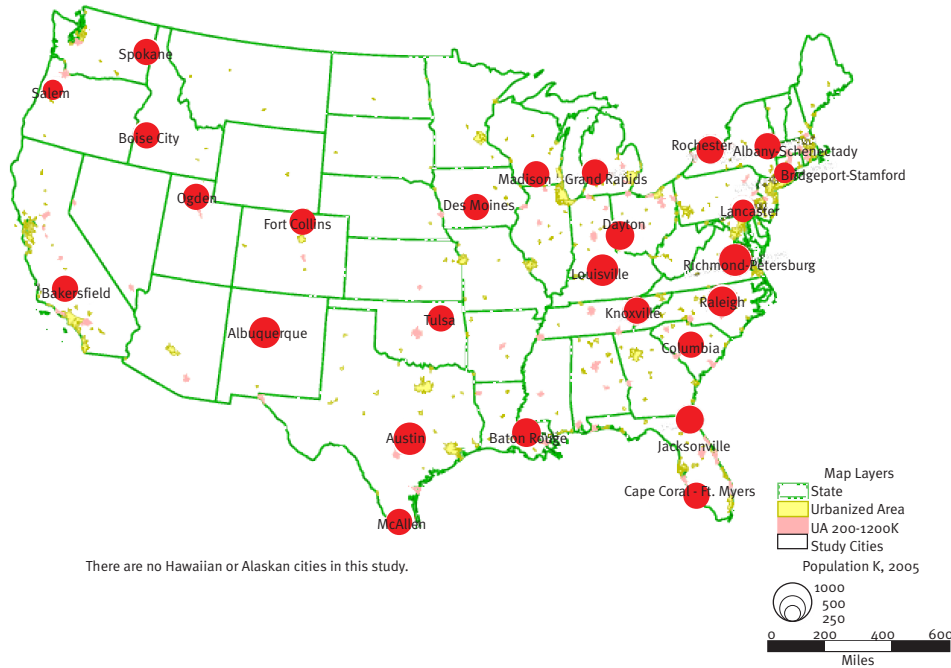 Spokane
Salem
Boise City
Rochester
Albany-Schenectady
Madison
Grand Rapids
Bridgeport-Stamford
Ogden
Des Moines
Lancaster
Fort Collins
Dayton
Richmond-Petersburg
Louisville
Bakersfield
Raleigh
Knoxville
Tulsa
Albuquerque
Columbia
Austin
Baton Rouge
Jacksonville
Cape Coral - Ft. Myers
McAllen
Map Layers
State
Urbanized Area
UA 200-1200K
Study Cities
There are no Hawaiian or Alaskan cities in this study.
Population K, 2005
1000
500
250
0 200 400 600
Miles